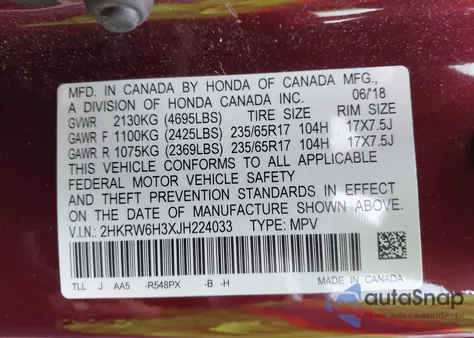 MFD. IN CANADA BY HONDA OF CANADA MFG.,
A DIVISION OF HONDA CANADA INC. 06/18
GVWR 2130KG (4695LBS) TIRE SIZE RIM SIZE
GAWR F 1100KG (2425LBS) 235/65R17 104H 17X7.5J
GAWR R 1075KG (2369LBS) 235/65R17 104H 17X7.5J
THIS VEHICLE CONFORMS TO ALL APPLICABLE
FEDERAL MOTOR VEHICLE SAFETY
AND THEFT PREVENTION STANDARDS IN EFFECT
ON THE DATE OF MANUFACTURE SHOWN ABOVE.
V.I.N.: 2HKRW6H3XJH224033 TYPE: MPV
TLL J AA5 -R548PX -B -H
autoSnap